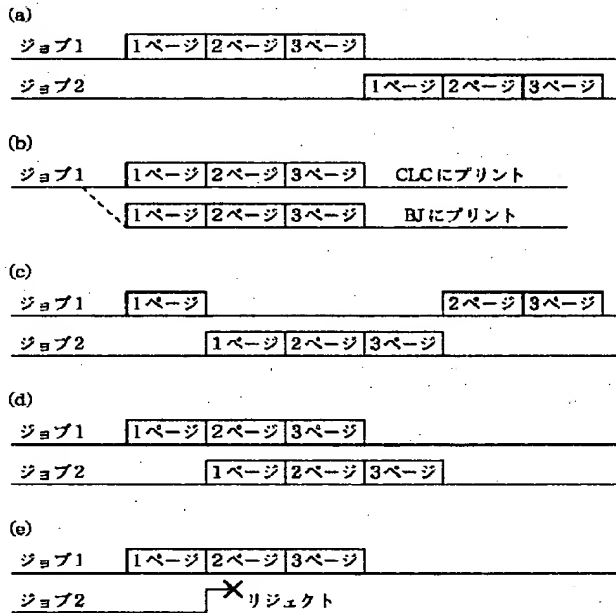 (a)
ジョブ1 1ページ 2ページ 3ページ
ジョブ2 1ページ 2ページ 3ページ
(b)
ジョブ1 1ページ 2ページ 3ページ CLCにプリント
1ページ 2ページ 3ページ BJにプリント
(c)
ジョブ1 1ページ 2ページ 3ページ
ジョブ2 1ページ 2ページ 3ページ
(d)
ジョブ1 1ページ 2ページ 3ページ
ジョブ2 1ページ 2ページ 3ページ
(e)
ジョブ1 1ページ 2ページ 3ページ
ジョブ2 リジェクト